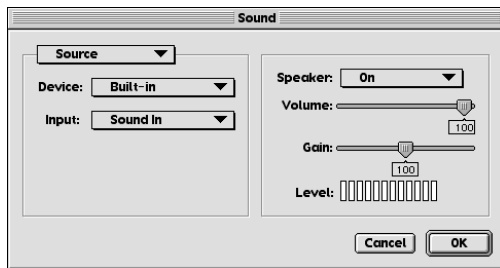 Sound
Source
Device: Built-in
Input: Sound In
Speaker: On
Volume:
100
Gain:
100
Level:
Cancel OK